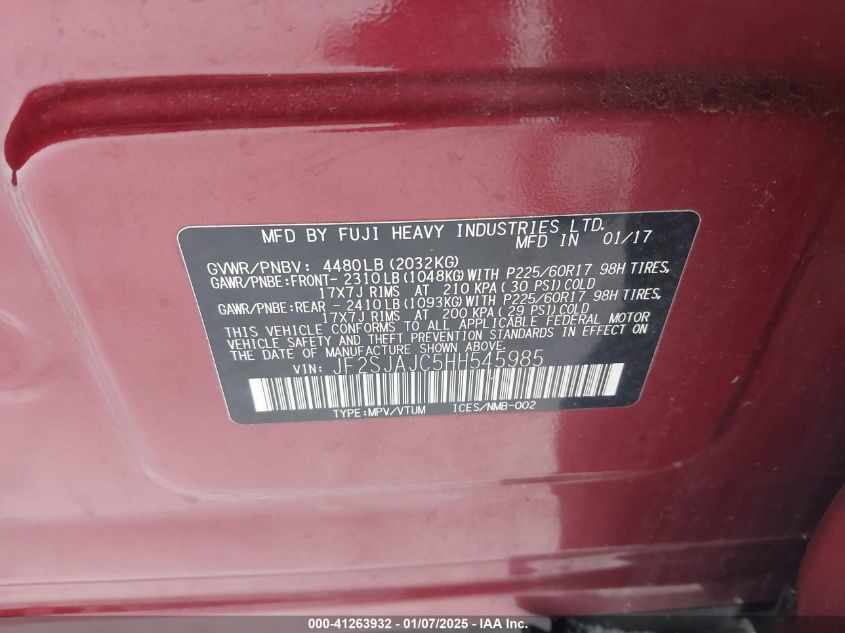 MFD BY FUJI HEAVY INDUSTRIES LTD.
MFD IN 01/17
GVWR/PNBV: 4480LB (2032KG)
GAWR/PNBE:FRONT- 2310LB (1048KG) WITH P225/60R17 98H TIRES,
17X7J RIMS AT 210 KPA (30 PSI) COLD
GAWR/PNBE: REAR - 2410LB (1093KG) WITH P225/60R17 98H TIRES,
17X7J RIMS AT 200 KPA (29 PSI) COLD
THIS VEHICLE CONFORMS TO ALL APPLICABLE FEDERAL MOTOR
VEHICLE SAFETY AND THEFT PREVENTION STANDARDS IN EFFECT ON
THE DATE OF MANUFACTURE SHOWN ABOVE.
VIN: JF2SJAJC5HH545985
TYPE:MPV/VTUM ICES/NMB-002
000-41263932 - 01/07/2025 - IAA Inc.